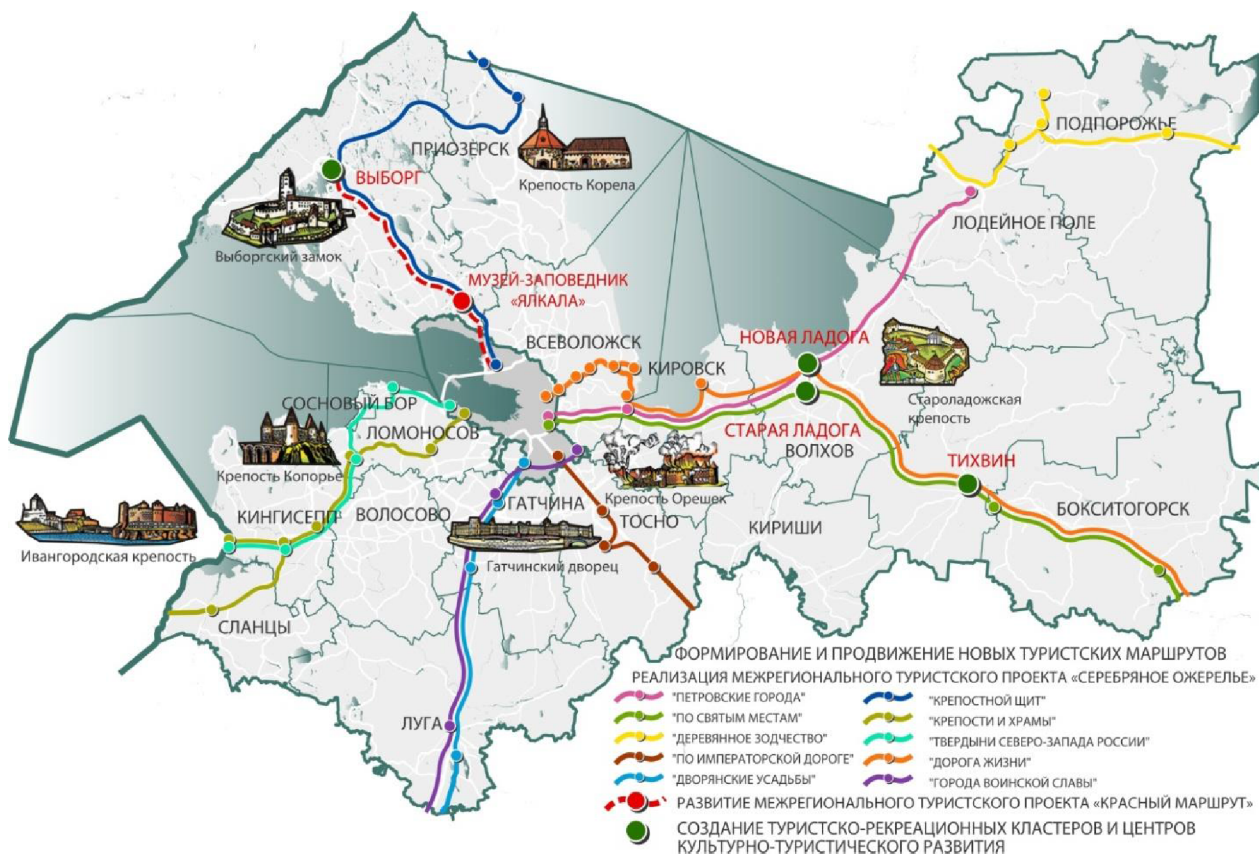 ПОДПОРОЖЬЕ
ПРИОЗЕРСК
Крепость Корела
ВЫБОРГ
ЛОДЕЙНОЕ ПОЛЕ
Выборгский замок
МУЗЕЙ-ЗАПОВЕДНИК
«ЯЛКАЛА»
ВСЕВОЛОЖСК
НОВАЯ ЛАДОГА
КИРОВСК
Староладожская
крепость
СОСНОВЫЙ БОР
ЛОМОНОСОВ
СТАРАЯ ЛАДОГА
ВОЛХОВ
ТИХВИН
Крепость Копорье
Крепость Орешек
ГАТЧИНА
БОКСИТОГОРСК
КИНГИСЕПП
ВОЛОСОВО
ТОСНО
КИРИШИ
Ивангородская крепость
Гатчинский дворец
СЛАНЦЫ
ЛУГА
ФОРМИРОВАНИЕ И ПРОДВИЖЕНИЕ НОВЫХ ТУРИСТСКИХ МАРШРУТОВ
РЕАЛИЗАЦИЯ МЕЖРЕГИОНАЛЬНОГО ТУРИСТСКОГО ПРОЕКТА «СЕРЕБРЯНОЕ ОЖЕРЕЛЬЕ»
"ПЕТРОВСКИЕ ГОРОДА"
"ПО СВЯТЫМ МЕСТАМ"
"ДЕРЕВЯННОЕ ЗОДЧЕСТВО"
"ПО ИМПЕРАТОРСКОЙ ДОРОГЕ"
"ДВОРЯНСКИЕ УСАДЬБЫ"
"КРЕПОСТНОЙ ЩИТ"
"КРЕПОСТИ И ХРАМЫ"
"ТВЕРДЫНИ СЕВЕРО-ЗАПАДА РОССИИ"
"ДОРОГА ЖИЗНИ"
"ГОРОДА ВОИНСКОЙ СЛАВЫ"
РАЗВИТИЕ МЕЖРЕГИОНАЛЬНОГО ТУРИСТСКОГО ПРОЕКТА «КРАСНЫЙ МАРШРУТ»
СОЗДАНИЕ ТУРИСТСКО-РЕКРЕАЦИОННЫХ КЛАСТЕРОВ И ЦЕНТРОВ
КУЛЬТУРНО-ТУРИСТИЧЕСКОГО РАЗВИТИЯ